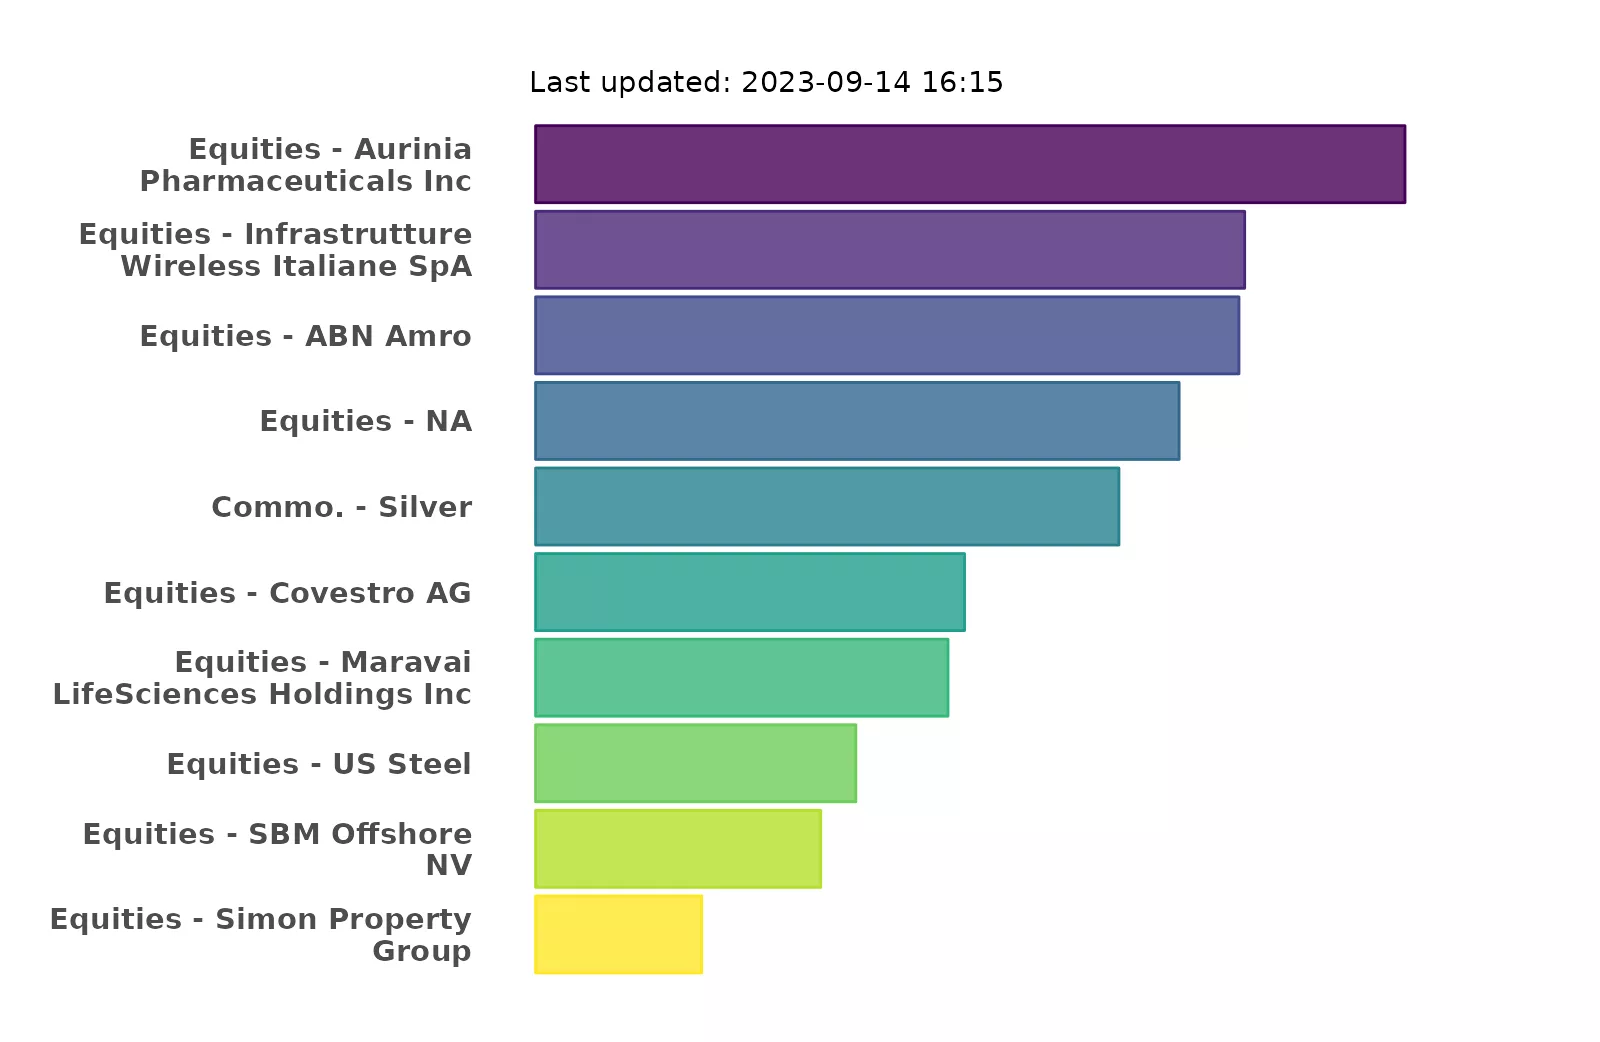 Last updated: 2023-09-14 16:15
Equities - Aurinia
Pharmaceuticals Inc
Equities - Infrastrutture
Wireless Italiane SpA
Equities - ABN Amro
Equities - NA
Commo. - Silver
Equities - Covestro AG
Equities - Maravai
LifeSciences Holdings Inc
Equities - US Steel
Equities - SBM Offshore
NV
Equities - Simon Property
Group